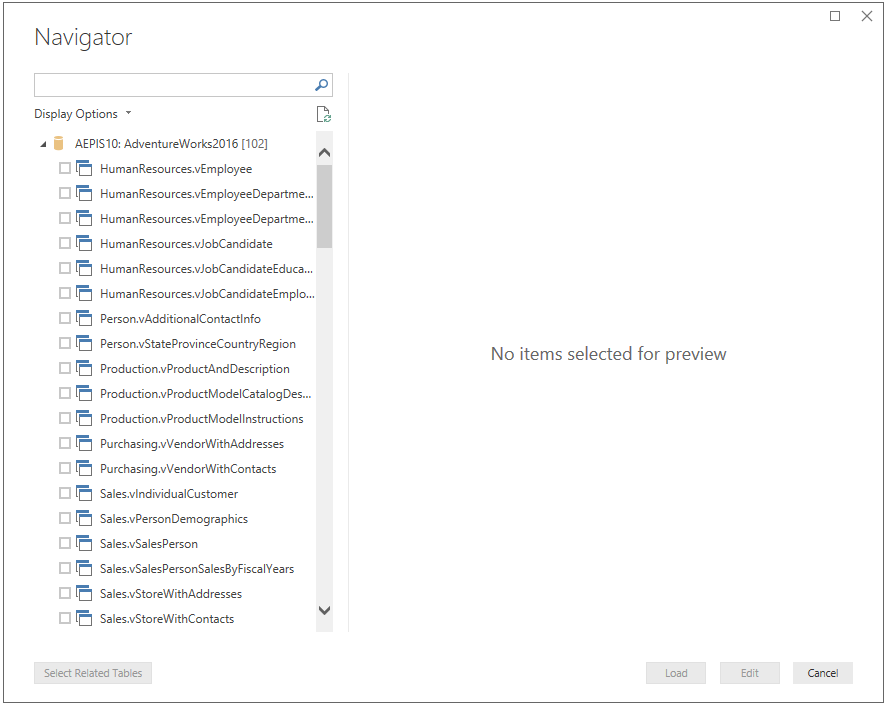 Navigator
Display Options
AEPIS10: AdventureWorks2016 [102]
HumanResources.vEmployee
HumanResources.vEmployeeDepartme...
HumanResources.vEmployeeDepartme...
HumanResources.vJobCandidate
HumanResources.vJobCandidateEduca...
HumanResources.vJobCandidateEmplo...
Person.vAdditionalContactInfo
Person.vStateProvinceCountryRegion
Production.vProductAndDescription
Production.vProductModelCatalogDes...
Production.vProductModelInstructions
Purchasing.vVendorWithAddresses
Purchasing.vVendorWithContacts
Sales.vIndividualCustomer
Sales.vPersonDemographics
Sales.vSalesPerson
Sales.vSalesPersonSalesByFiscalYears
Sales.vStoreWithAddresses
Sales.vStoreWithContacts
No items selected for preview
Select Related Tables
Load
Edit
Cancel